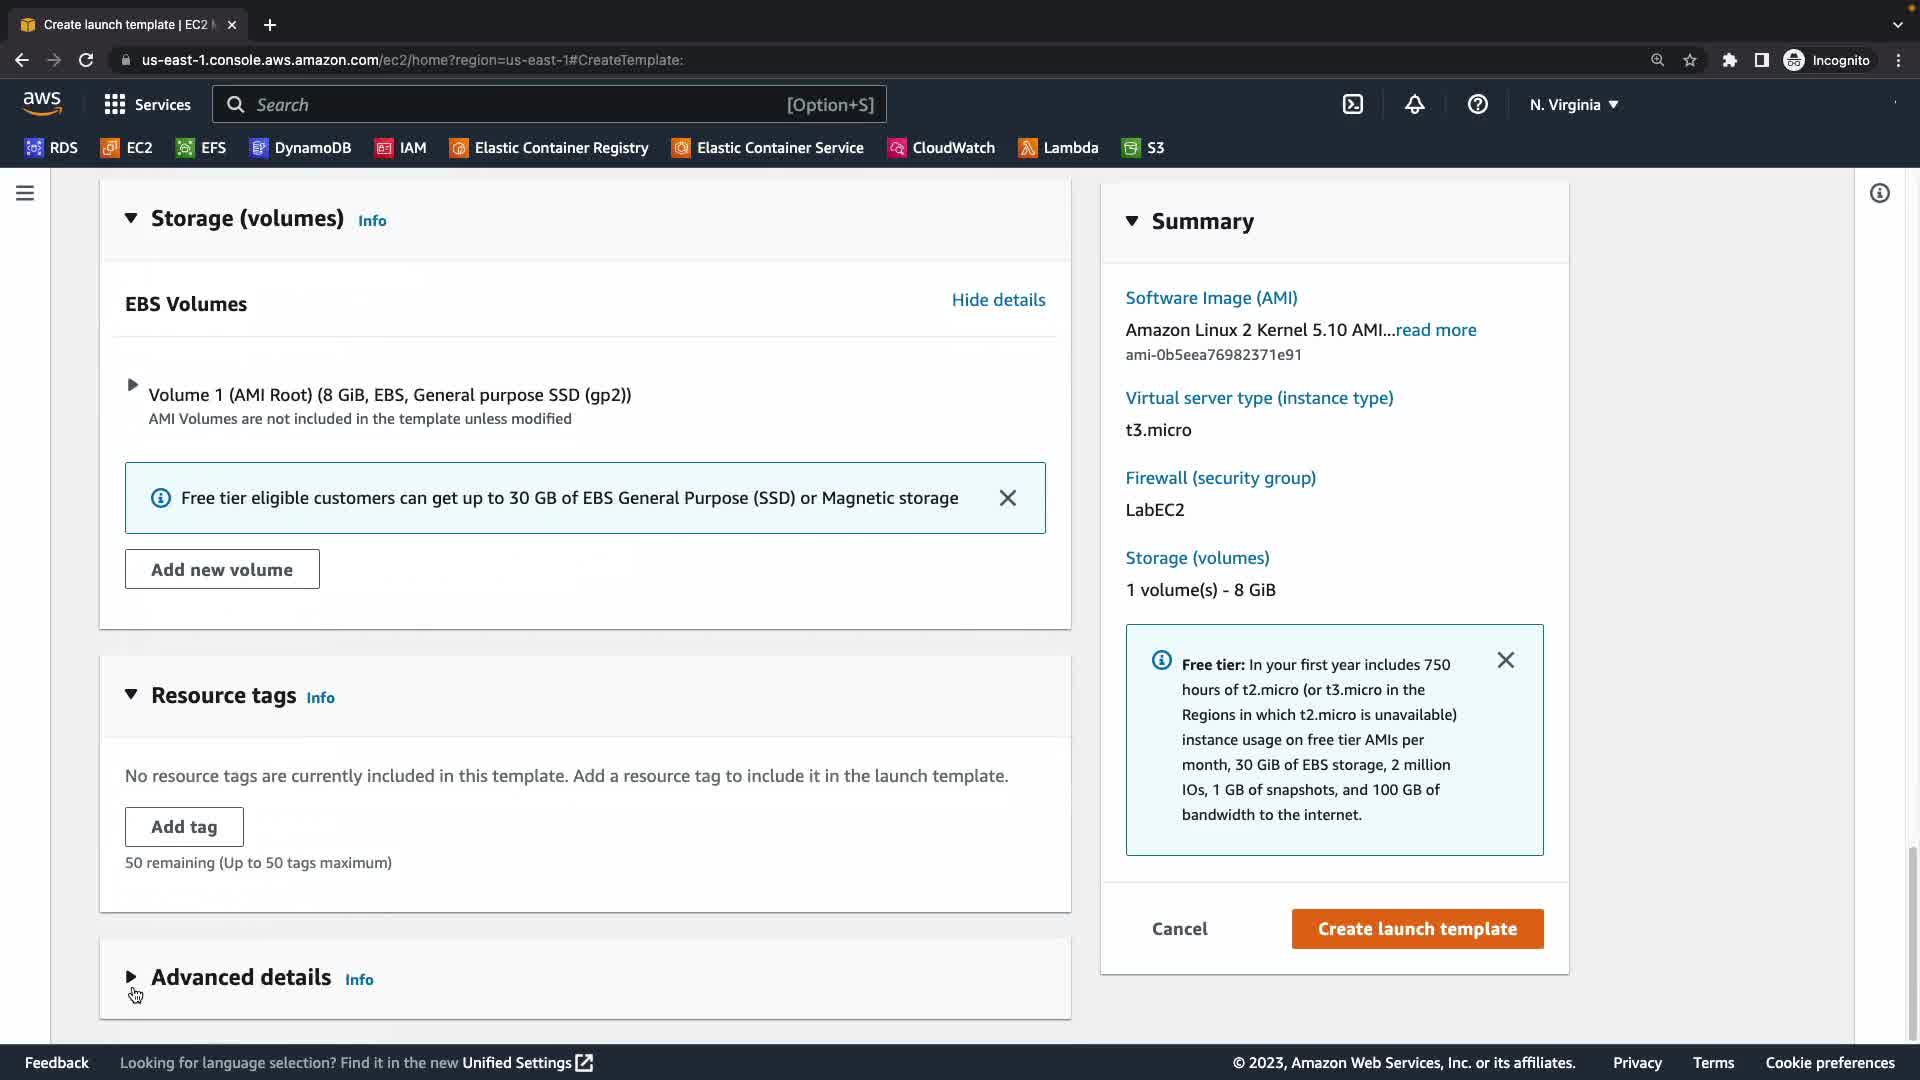 Create launch template | EC2
us-east-1.console.aws.amazon.com/ec2/home?region=us-east-1#CreateTemplate:
Incognito
aws
Services
Search
[Option+S]
N. Virginia
RDS
EC2
EFS
DynamoDB
IAM
Elastic Container Registry
Elastic Container Service
CloudWatch
Lambda
S3
Storage (volumes) Info
EBS Volumes
Hide details
Volume 1 (AMI Root) (8 GiB, EBS, General purpose SSD (gp2))
AMI Volumes are not included in the template unless modified
Free tier eligible customers can get up to 30 GB of EBS General Purpose (SSD) or Magnetic storage
Add new volume
Resource tags Info
No resource tags are currently included in this template. Add a resource tag to include it in the launch template.
Add tag
50 remaining (Up to 50 tags maximum)
Advanced details Info
Summary
Software Image (AMI)
Amazon Linux 2 Kernel 5.10 AMI...read more
ami-0b5eea76982371e91
Virtual server type (instance type)
t3.micro
Firewall (security group)
LabEC2
Storage (volumes)
1 volume(s) - 8 GiB
Free tier: In your first year includes 750
hours of t2.micro (or t3.micro in the
Regions in which t2.micro is unavailable)
instance usage on free tier AMIs per
month, 30 GiB of EBS storage, 2 million
IOs, 1 GB of snapshots, and 100 GB of
bandwidth to the internet.
Cancel
Create launch template
Feedback
Looking for language selection? Find it in the new Unified Settings
© 2023, Amazon Web Services, Inc. or its affiliates.
Privacy
Terms
Cookie preferences